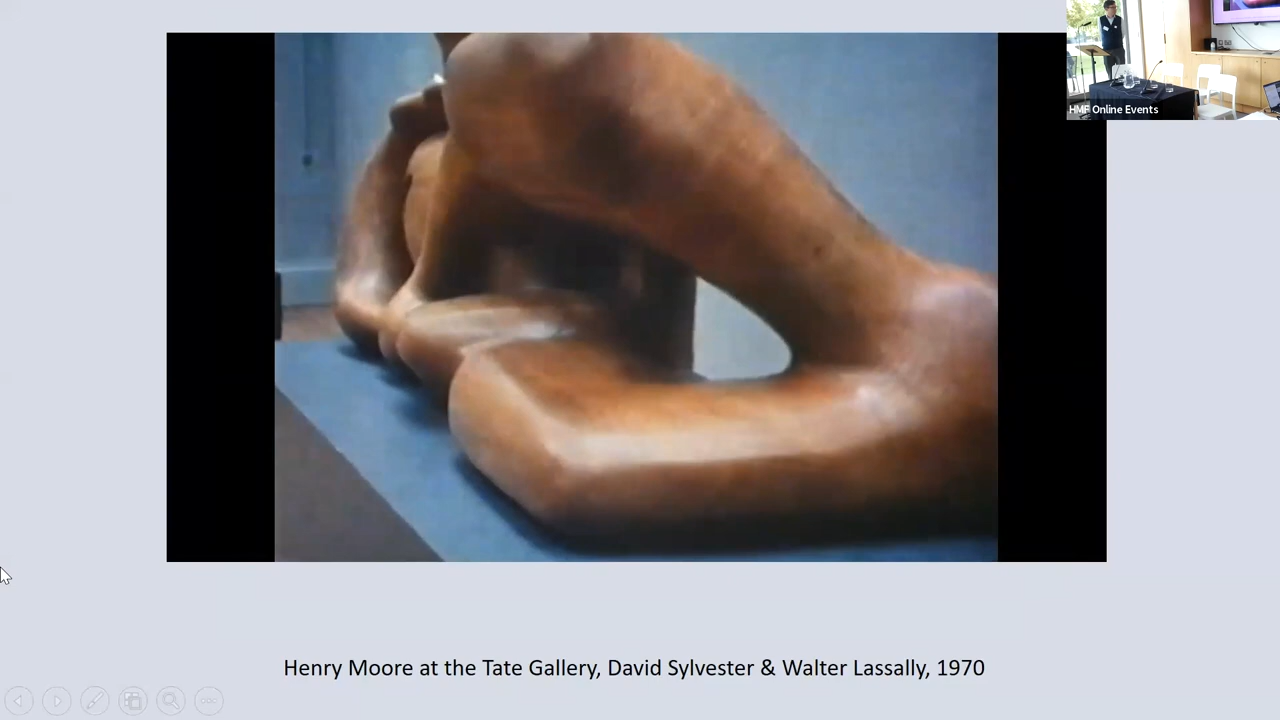 HMF Online Events
Henry Moore at the Tate Gallery, David Sylvester & Walter Lassally, 1970